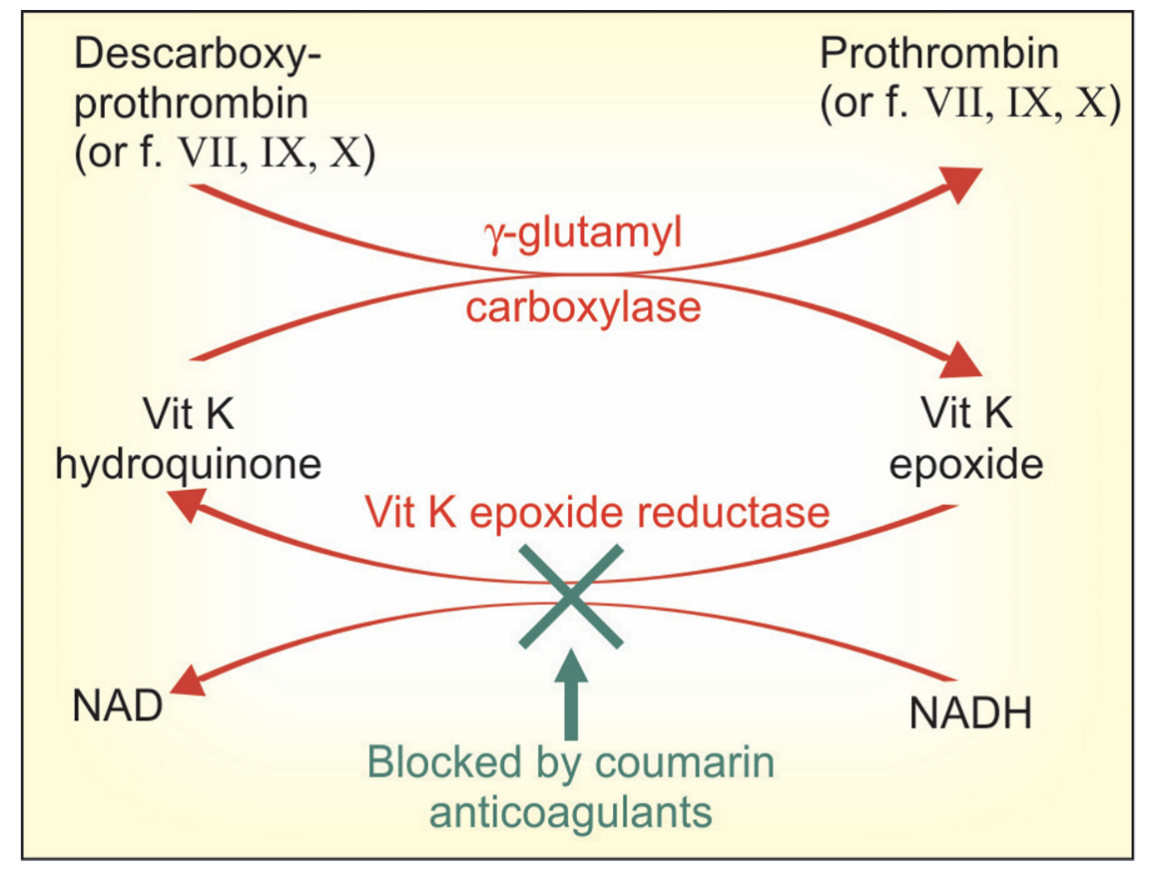 Descarboxy-
prothrombin
(or f. VII, IX, X)
Prothrombin
(or f. VII, IX, X)
γ-glutamyl
carboxylase
Vit K
hydroquinone
Vit K
epoxide
Vit K epoxide reductase
NAD
NADH
Blocked by coumarin
anticoagulants